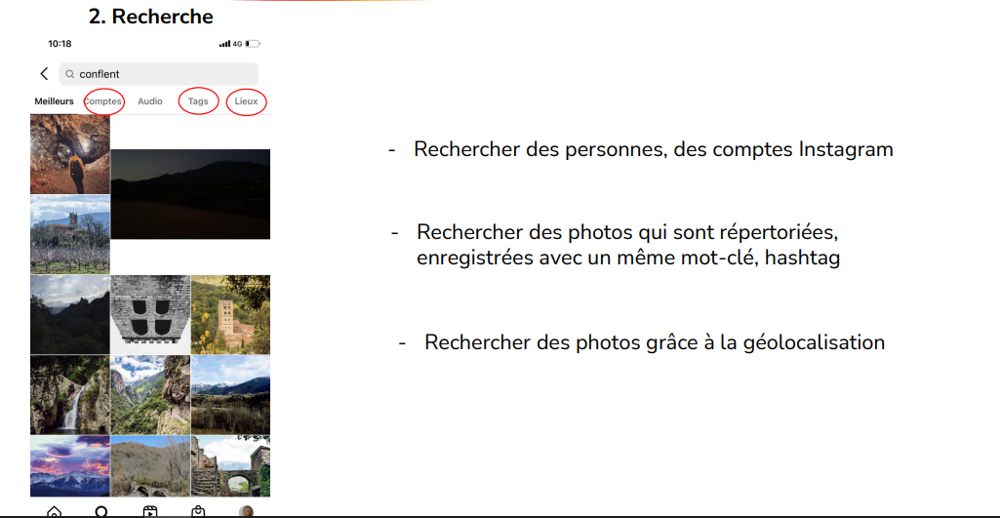 2. Recherche
10:18
4G
conflent
Meilleurs Comptes Audio Tags Lieux
- Rechercher des personnes, des comptes Instagram
- Rechercher des photos qui sont répertoriées,
enregistrées avec un même mot-clé, hashtag
- Rechercher des photos grâce à la géolocalisation